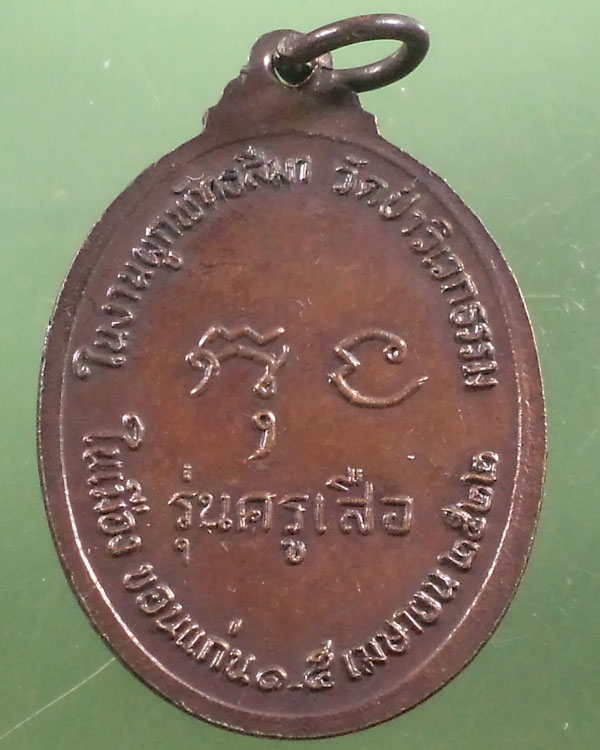 ในงานผูกพัทธสีมา วัดป่าวิเวกธรรม
รุ่นครูเสือ
ในเมือง ขอนแก่น ๑-๕ เมษายน ๒๕๒๒